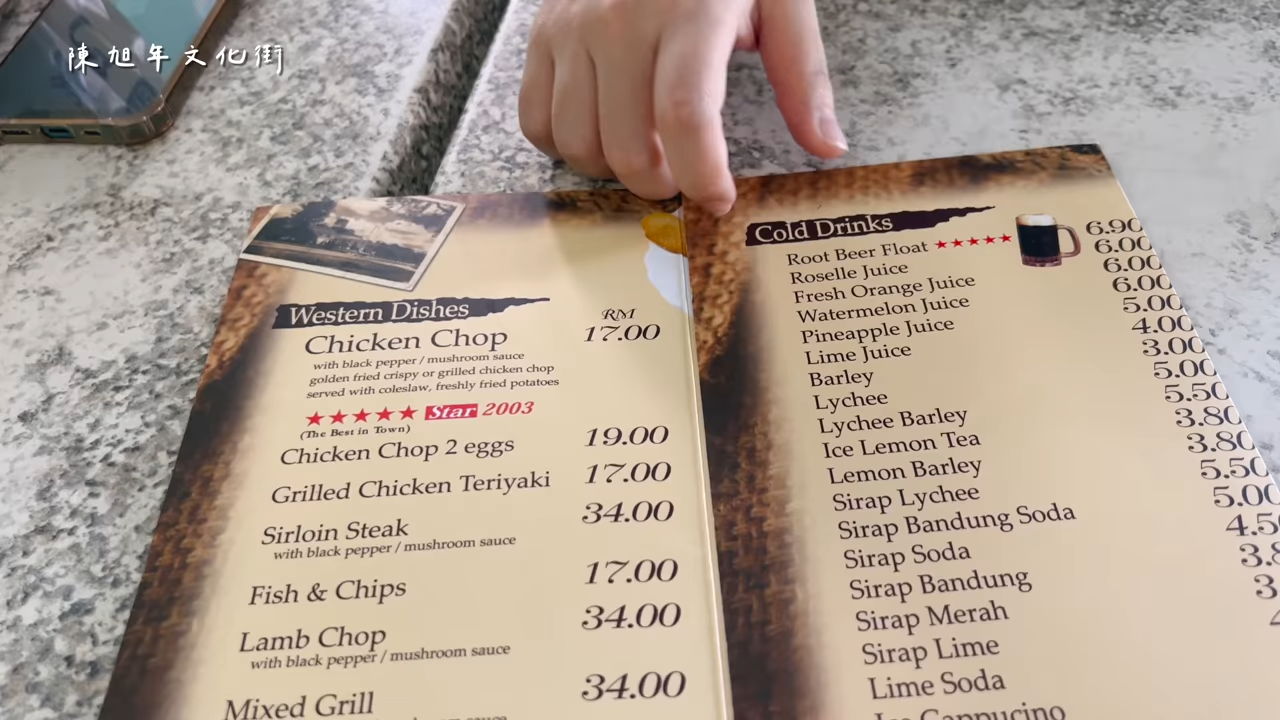 陳旭年文化街
Western Dishes
RM
Chicken Chop 17.00
with black pepper / mushroom sauce
golden fried crispy or grilled chicken chop
served with coleslaw, freshly fried potatoes
★★★★★ Star 2003
(The Best in Town)
Chicken Chop 2 eggs 19.00
Grilled Chicken Teriyaki 17.00
Sirloin Steak 34.00
with black pepper / mushroom sauce
Fish & Chips 17.00
Lamb Chop 34.00
with black pepper / mushroom sauce
Mixed Grill 34.00
Cold Drinks
Root Beer Float ★★★★★ 6.90
Roselle Juice 6.00
Fresh Orange Juice 6.00
Watermelon Juice 6.00
Pineapple Juice 5.00
Lime Juice 4.00
Barley 3.00
Lychee 5.00
Lychee Barley 5.50
Ice Lemon Tea 3.80
Lemon Barley 3.80
Sirap Lychee 5.50
Sirap Bandung Soda 5.00
Sirap Soda 4.5
Sirap Bandung 3.8
Sirap Merah 3.
Sirap Lime
Lime Soda
Ice Cappucino